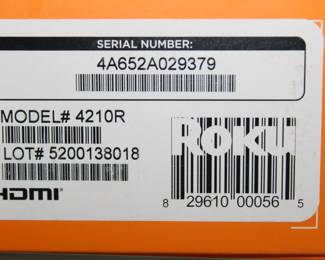 SERIAL NUMBER:
4A652A029379
MODEL# 4210R
LOT# 5200138018
Roku
HDMI
8 29610 00056 5